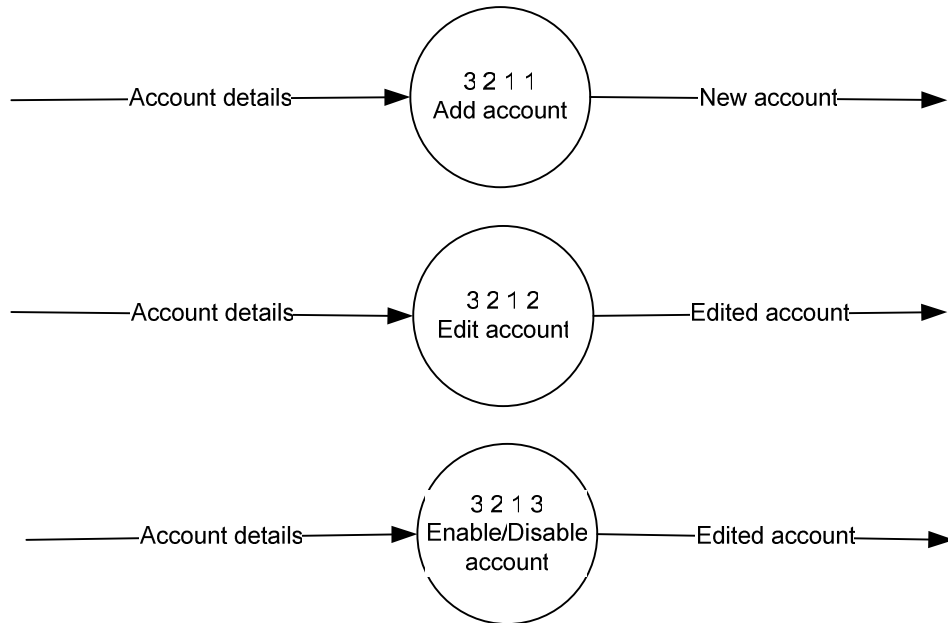 3 2 1 1
Account details
Add account
New account
3 2 1 2
Account details
Edit account
Edited account
3 2 1 3
Account details
Enable/Disable
account
Edited account